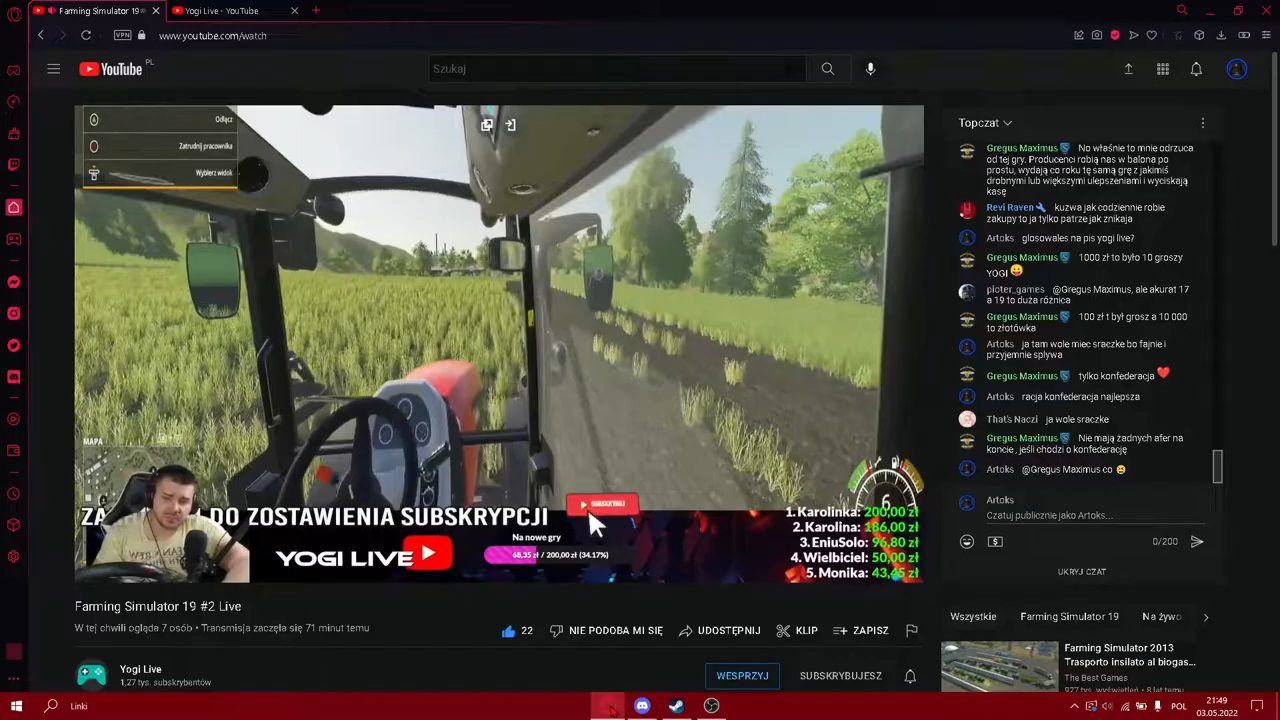 Farming Simulator 19 #
Yogi Live - YouTube
VPN
www.youtube.com/watch
YouTube PL
Szukaj
Odłącz
Zatrudnij pracownika
Wybierz widok
MAPA
DO ZOSTAWIENIA SUBSKRYPCJI
SUBSKRYBUJ
YOGI LIVE
Na nowe gry
68,35 zł / 200,00 zł (34.17%)
6
1. Karolinka: 200,00 zł
2. Karolina: 186,00 zł
3. EniuSolo: 96,80 zł
4. Wielbiciel: 50,00 zł
5. Monika: 43,45 zł
Topczat
Gregus Maximus No właśnie to mnie odrzuca
od tej gry. Producenci robią nas w balona po
prostu, wydają co roku tę samą grę z jakimiś
drobnymi lub większymi ulepszeniami i wyciskają
kasę
Revi Raven kuzwa jak codziennie robie
zakupy to ja tylko patrze jak znikaja
Artoks glosowales na pis yogi live?
Gregus Maximus 1000 zł to było 10 groszy
YOGI
pioter_games @Gregus Maximus, ale akurat 17
a 19 to duża różnica
Gregus Maximus 100 zł t był grosz a 10 000
to złotówka
Artoks ja tam wole miec sraczke bo fajnie i
przyjemnie splywa
Gregus Maximus tylko konfederacja
Artoks racja konfederacja najlepsza
That's Naczi ja wole sraczke
Gregus Maximus Nie mają żadnych afer na
koncie, jeśli chodzi o konfederację
Artoks @Gregus Maximus co
Artoks
Czatuj publicznie jako Artoks...
0/200
UKRYJ CZAT
Farming Simulator 19 #2 Live
W tej chwili ogląda 7 osób • Transmisja zaczęła się 71 minut temu
22
NIE PODOBA MI SIĘ
UDOSTĘPNIJ
KLIP
ZAPISZ
Yogi Live
1,27 tys. subskrybentów
WESPRZYJ
SUBSKRYBUJESZ
Wszystkie
Farming Simulator 19
Na żywo
Farming Simulator 2013
Trasporto insilato al biogas...
The Best Games
Linki
POL
21:49
03.05.2022